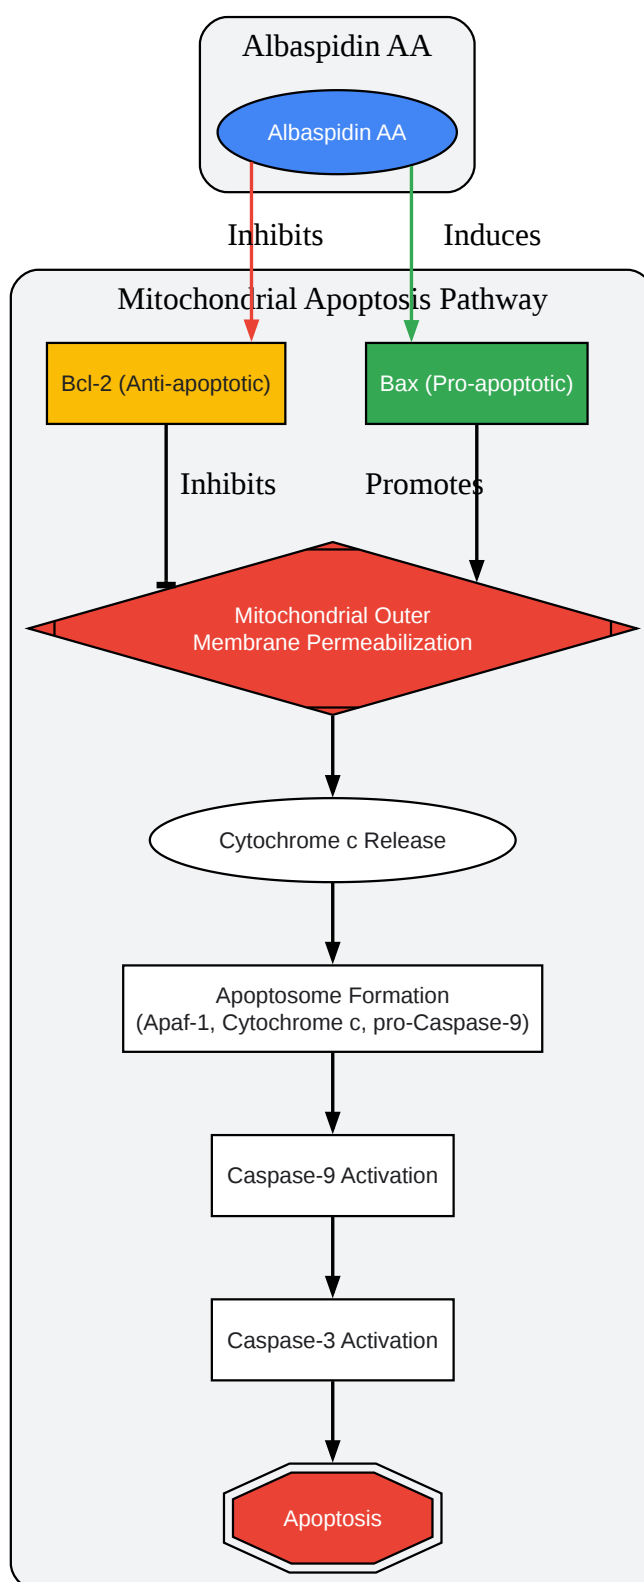 Albaspidin AA
Albaspidin AA
Inhibits
Induces
Mitochondrial Apoptosis Pathway
Bcl-2 (Anti-apoptotic)
Bax (Pro-apoptotic)
Inhibits
Promotes
Mitochondrial Outer
Membrane Permeabilization
Cytochrome c Release
Apoptosome Formation
(Apaf-1, Cytochrome c, pro-Caspase-9)
Caspase-9 Activation
Caspase-3 Activation
Apoptosis